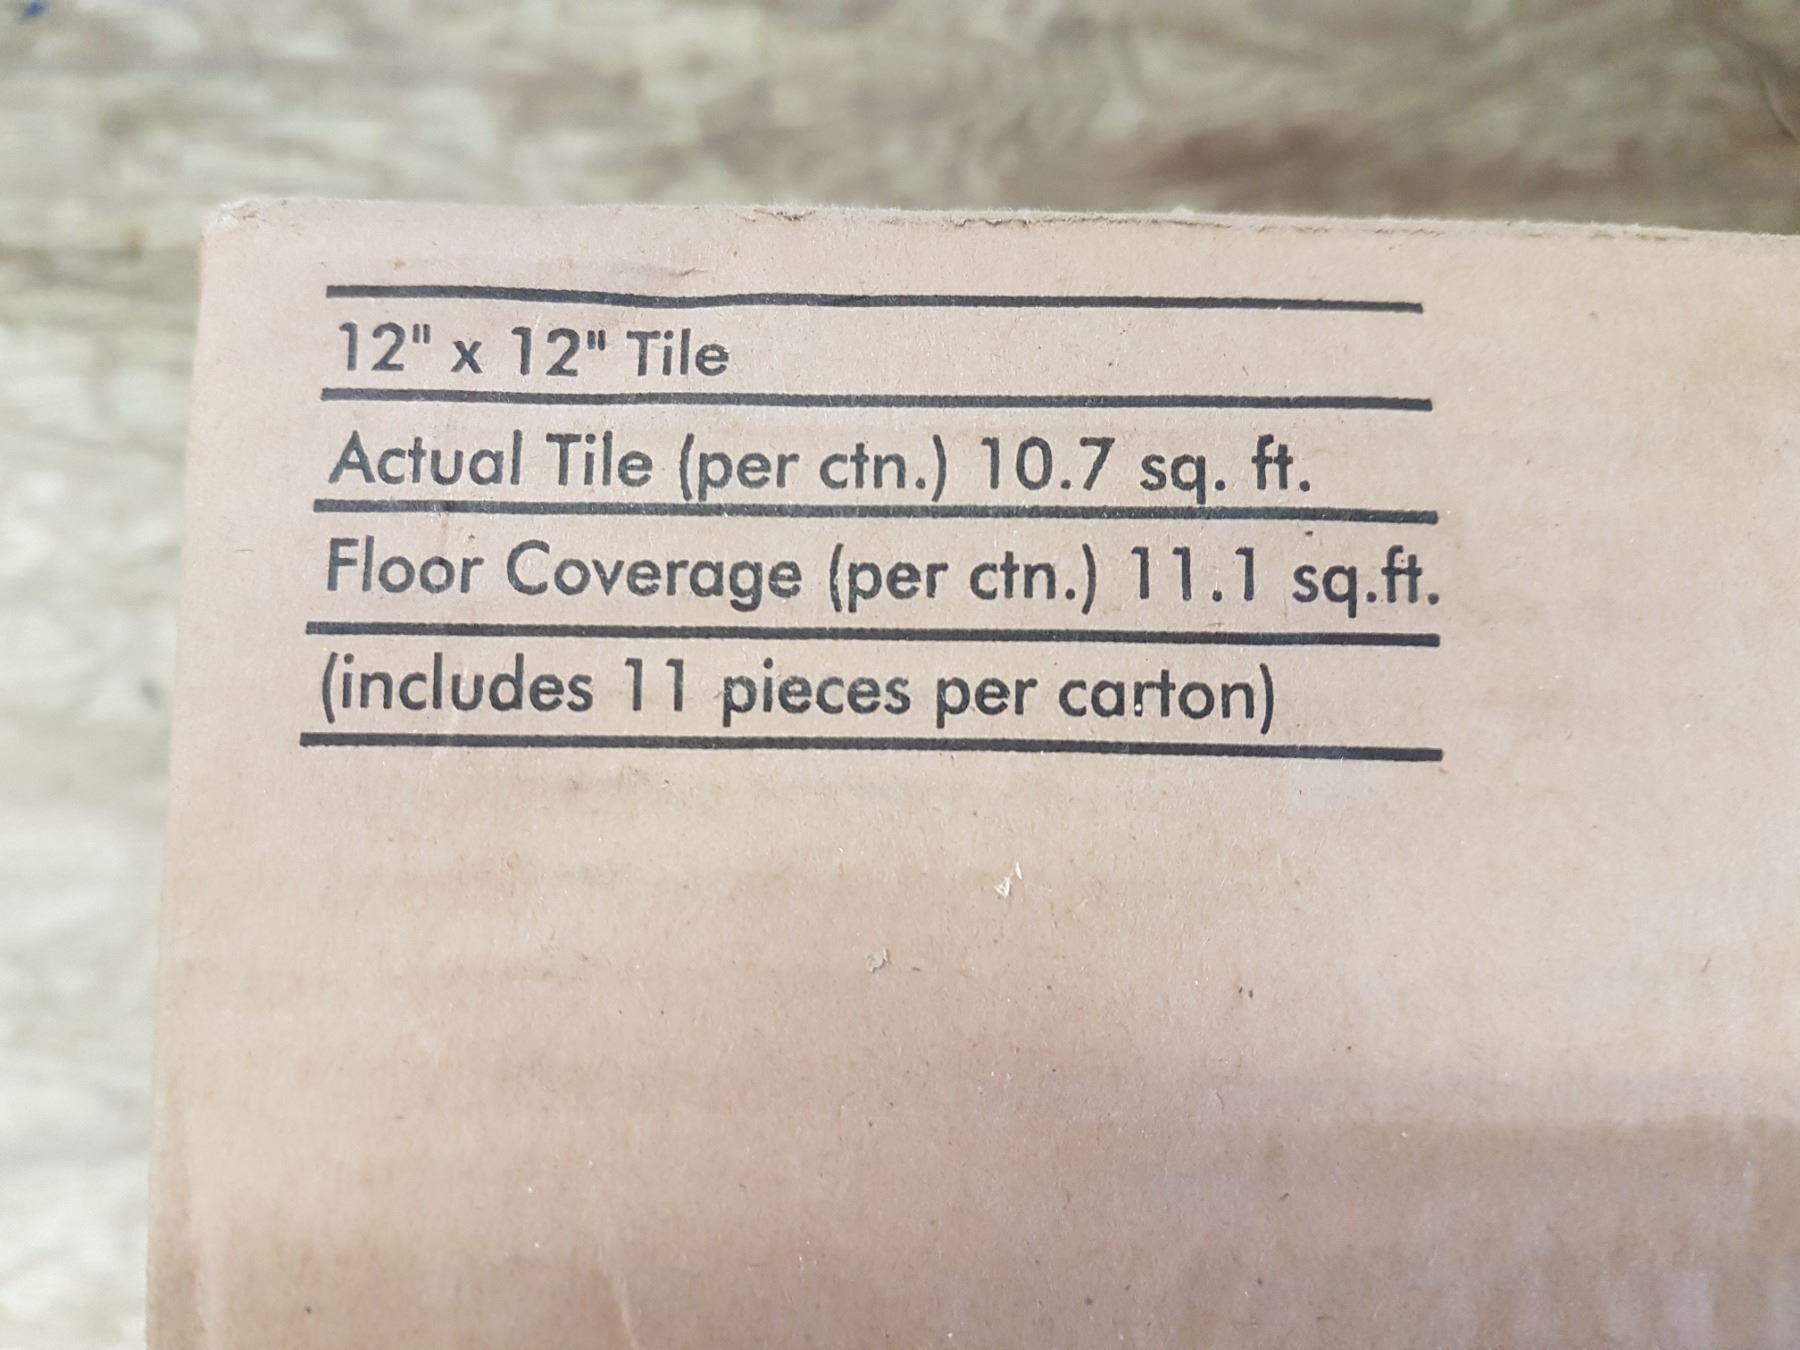 12" x 12" Tile
Actual Tile (per ctn.) 10.7 sq. ft.
Floor Coverage (per ctn.) 11.1 sq.ft.
(includes 11 pieces per carton)